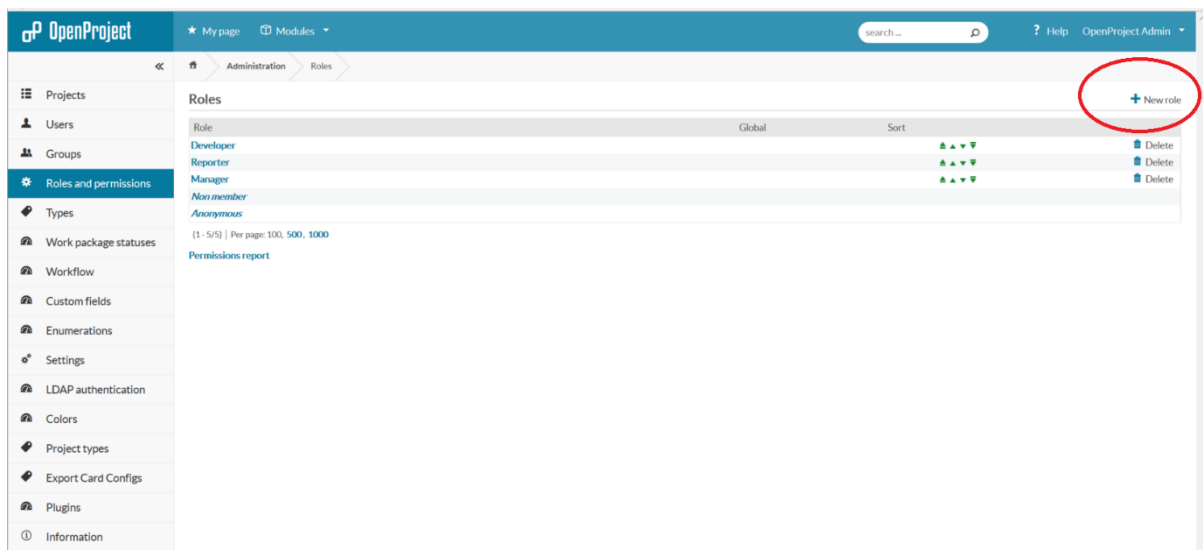 OpenProject
My page Modules
search ...
? Help OpenProject Admin
«
Administration Roles
Projects
Users
Groups
Roles and permissions
Types
Work package statuses
Workflow
Custom fields
Enumerations
Settings
LDAP authentication
Colors
Project types
Export Card Configs
Plugins
Information
Roles
+ New role
Role Global Sort
Developer Delete
Reporter Delete
Manager Delete
Non member
Anonymous
(1 - 5/5) | Per page: 100, 500, 1000
Permissions report